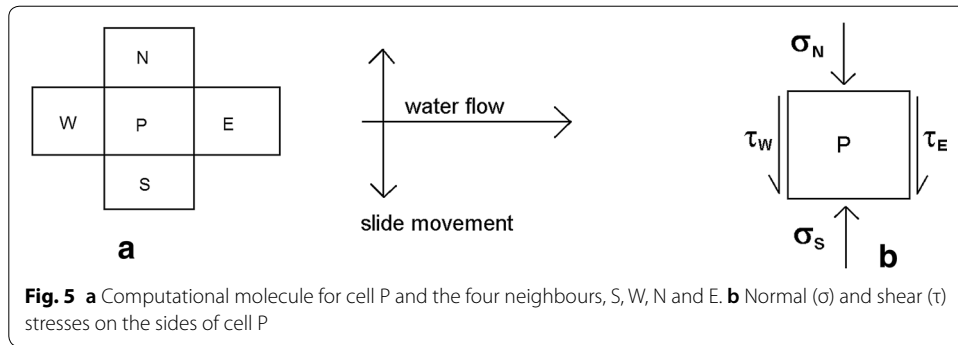 N
W P E
S
a
water flow
slide movement
σN
τW P τE
σS
b
Fig. 5 a Computational molecule for cell P and the four neighbours, S, W, N and E. b Normal (σ) and shear (τ)
stresses on the sides of cell P